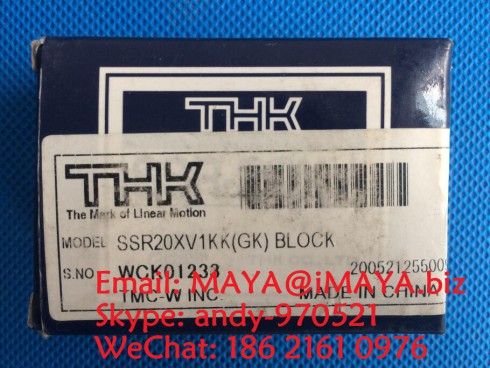 THK
THK
The Mark of Linear Motion
MODEL SSR20XV1KK(GK) BLOCK
S.NO. WCK01233 200521255009
TMC-W INC. MADE IN CHINA
Email: MAYA@iMAYA.biz
Skype: andy-970521
WeChat: 186 2161 0976